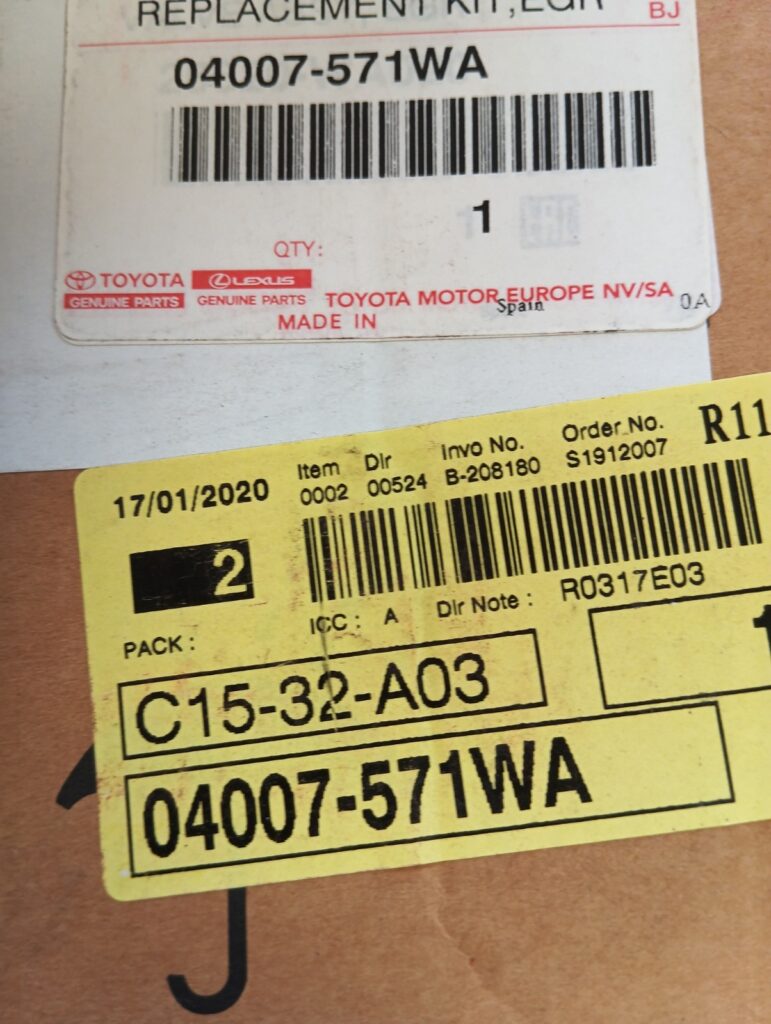 REPLACEMENT KIT,EGR
BJ
04007-571WA
1
QTY:
TOYOTA LEXUS
GENUINE PARTS GENUINE PARTS TOYOTA MOTOR EUROPE NV/SA
MADE IN Spain 0A
17/01/2020 Item Dlr Invo No. Order No. R11
0002 00524 B-208180 S1912007
2
PACK : ICC : A Dlr Note : R0317E03
C15-32-A03
1
04007-571WA